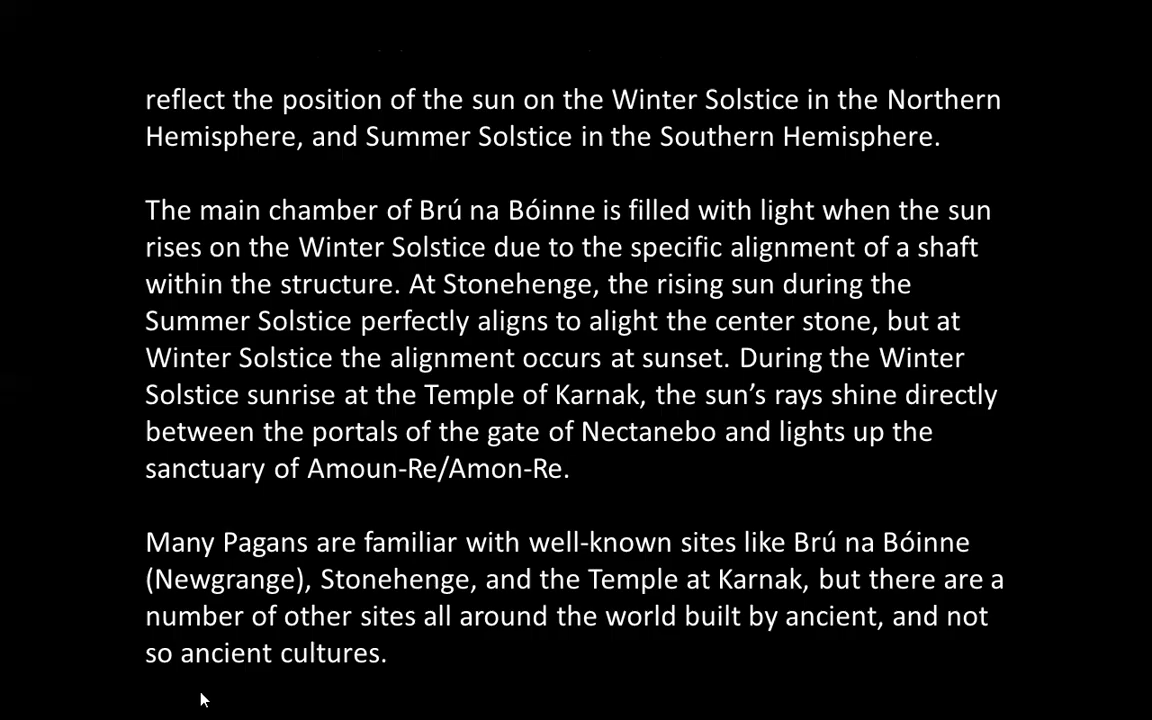 reflect the position of the sun on the Winter Solstice in the Northern
Hemisphere, and Summer Solstice in the Southern Hemisphere.
The main chamber of Brú na Bóinne is filled with light when the sun
rises on the Winter Solstice due to the specific alignment of a shaft
within the structure. At Stonehenge, the rising sun during the
Summer Solstice perfectly aligns to alight the center stone, but at
Winter Solstice the alignment occurs at sunset. During the Winter
Solstice sunrise at the Temple of Karnak, the sun’s rays shine directly
between the portals of the gate of Nectanebo and lights up the
sanctuary of Amoun-Re/Amon-Re.
Many Pagans are familiar with well-known sites like Brú na Bóinne
(Newgrange), Stonehenge, and the Temple at Karnak, but there are a
number of other sites all around the world built by ancient, and not
so ancient cultures.